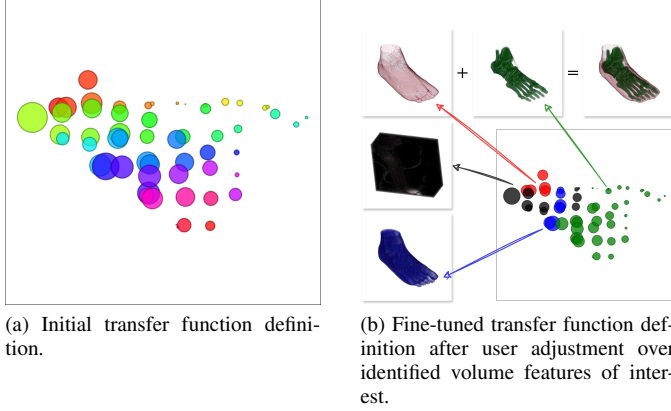 + =
(a) Initial transfer function defini-
tion.
(b) Fine-tuned transfer function def-
inition after user adjustment over
identified volume features of inter-
est.